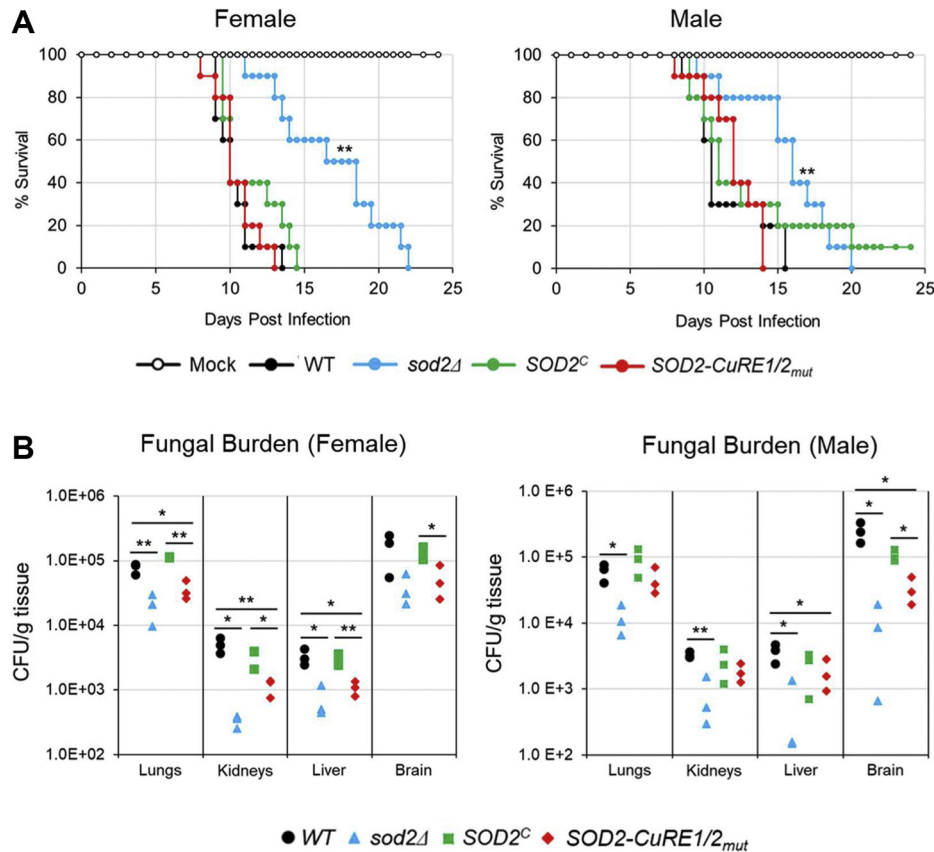 A
Female
Male
% Survival
100
80
60
40
20
0
**
0 5 10 15 20 25
Days Post Infection
% Survival
100
80
60
40
20
0
**
0 5 10 15 20 25
Days Post Infection
Mock WT sod2Δ SOD2C SOD2-CuRE1/2mut
B
Fungal Burden (Female)
Fungal Burden (Male)
CFU/g tissue
1.0E+06
1.0E+05
1.0E+04
1.0E+03
1.0E+02
*
** **
**
* *
*
* **
*
Lungs Kidneys Liver Brain
CFU/g tissue
1.0 E+6
1.0 E+5
1.0 E+4
1.0 E+3
1.0 E+2
*
**
*
*
*
*
*
Lungs Kidneys Liver Brain
WT sod2Δ SOD2C SOD2-CuRE1/2mut